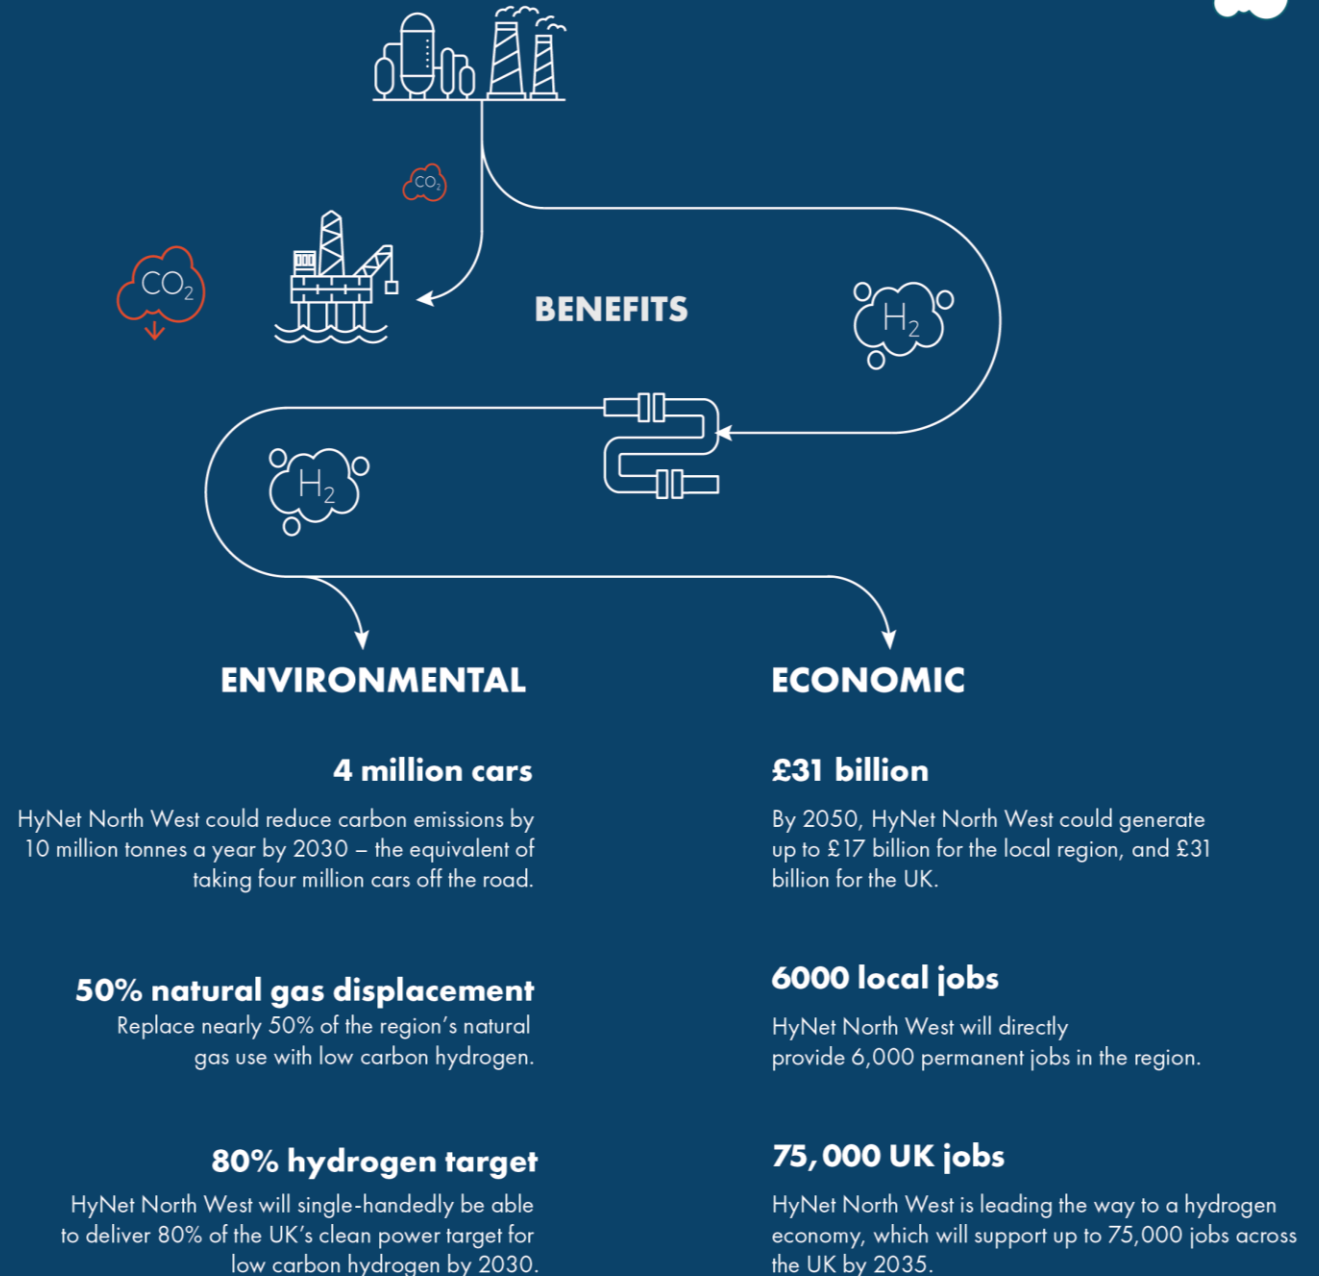 CO₂
CO₂
BENEFITS
H₂
H₂
ENVIRONMENTAL
4 million cars
HyNet North West could reduce carbon emissions by
10 million tonnes a year by 2030 – the equivalent of
taking four million cars off the road.
50% natural gas displacement
Replace nearly 50% of the region's natural
gas use with low carbon hydrogen.
80% hydrogen target
HyNet North West will single-handedly be able
to deliver 80% of the UK's clean power target for
low carbon hydrogen by 2030.
ECONOMIC
£31 billion
By 2050, HyNet North West could generate
up to £17 billion for the local region, and £31
billion for the UK.
6000 local jobs
HyNet North West will directly
provide 6,000 permanent jobs in the region.
75,000 UK jobs
HyNet North West is leading the way to a hydrogen
economy, which will support up to 75,000 jobs across
the UK by 2035.